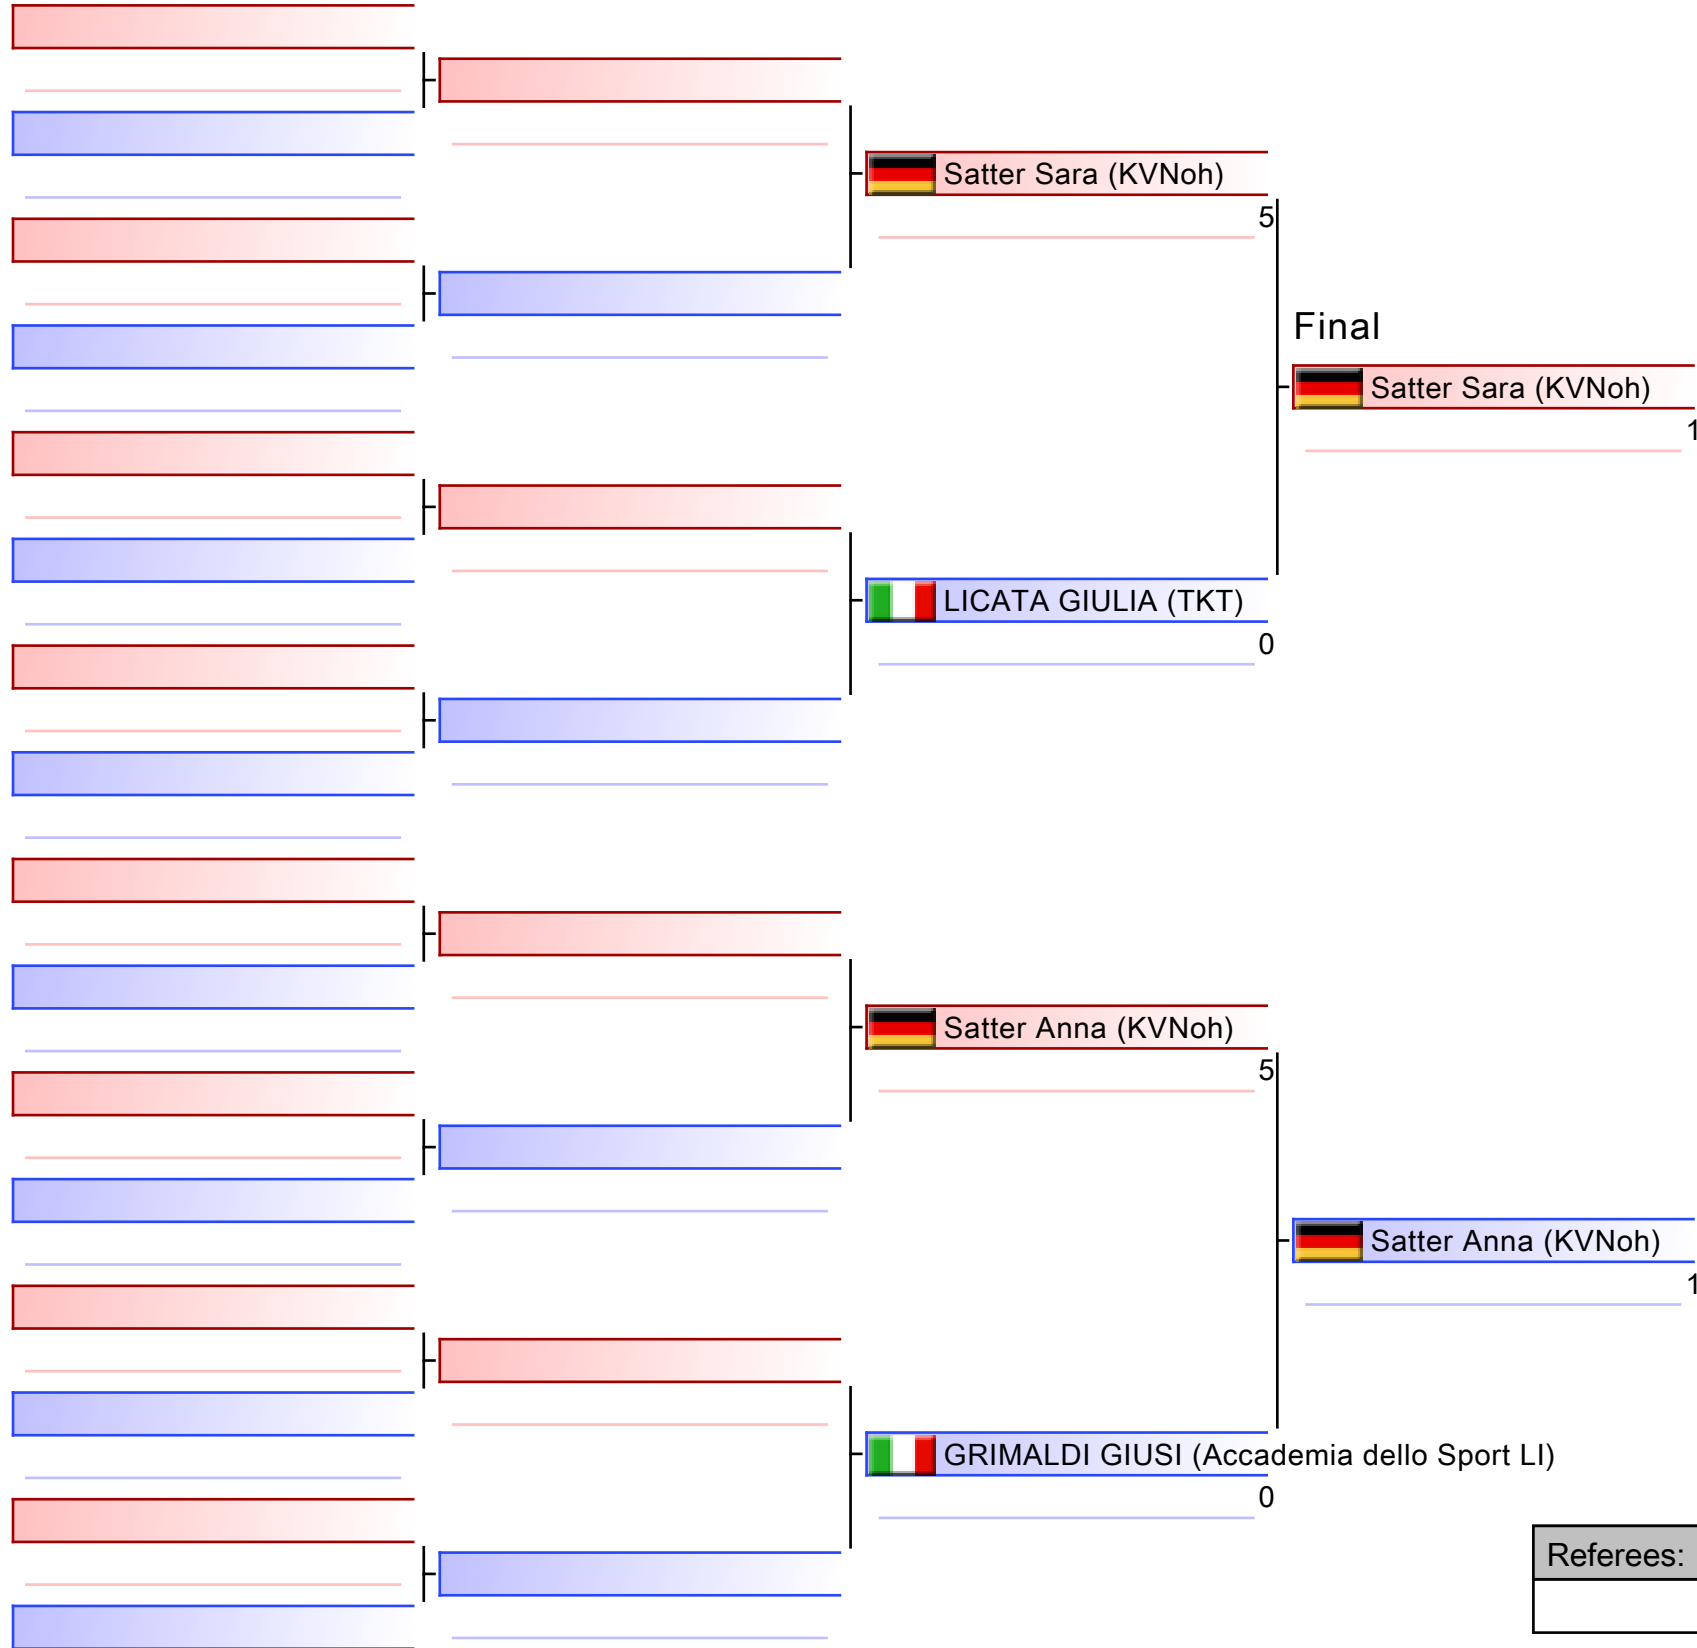 Satter Sara (KVNoh)
5
Final
Satter Sara (KVNoh)
1
LICATA GIULIA (TKT)
0
Satter Anna (KVNoh)
5
Satter Anna (KVNoh)
1
GRIMALDI GIUSI (Accademia dello Sport LI)
0
Referees: